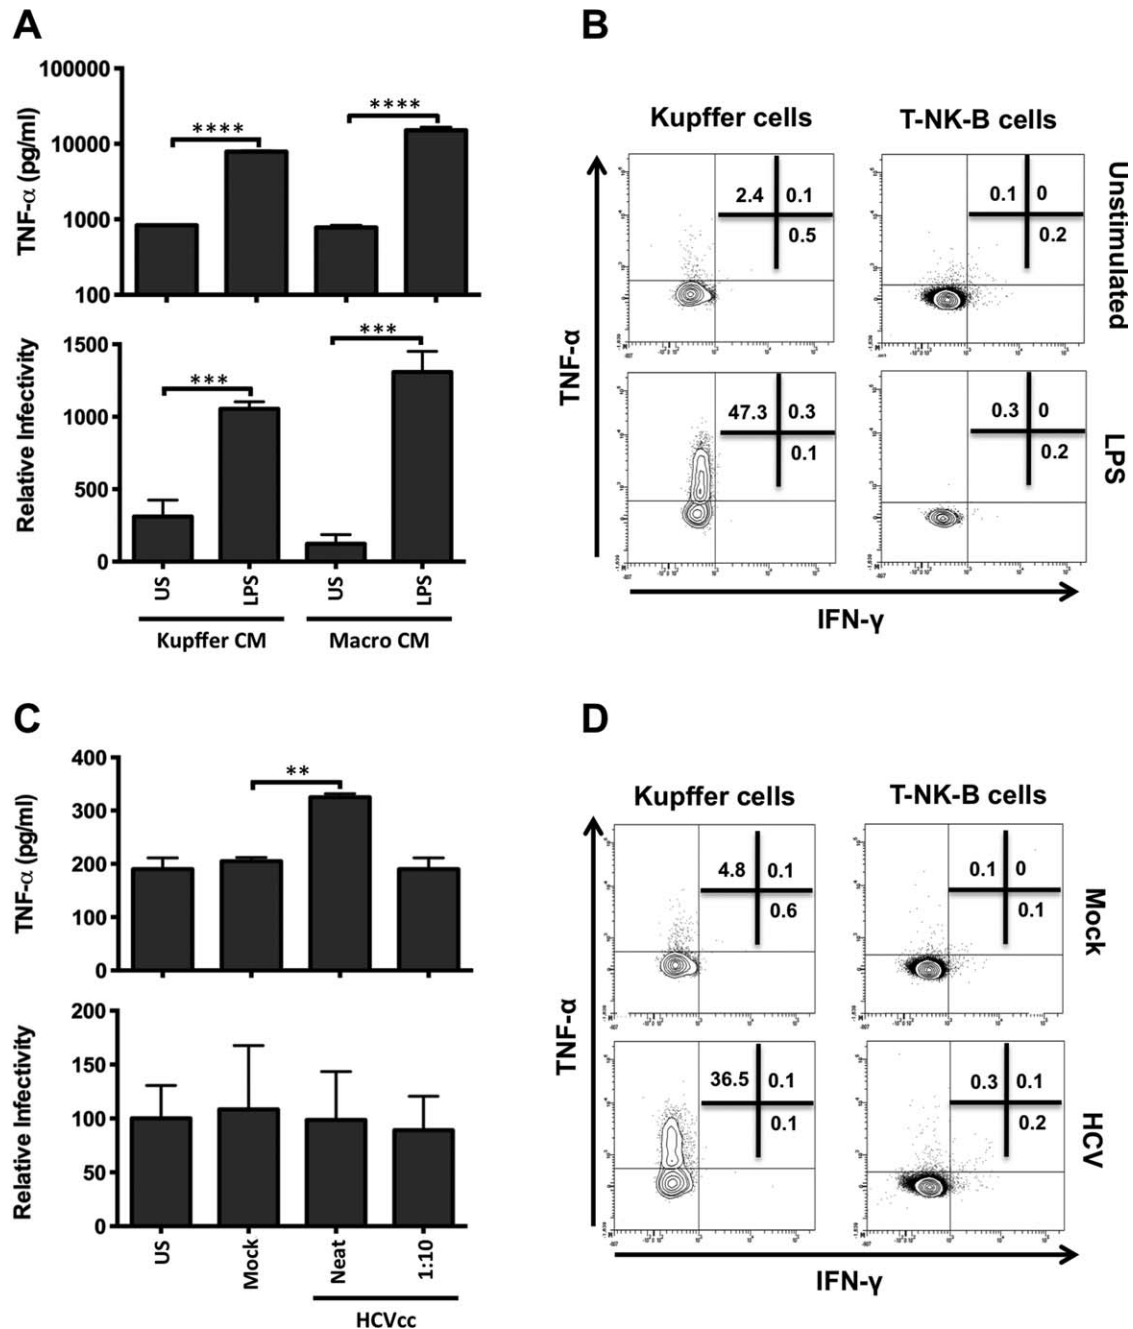 A
100000
10000
1000
100
TNF-α (pg/ml)
****
****
1500
1000
500
0
Relative Infectivity
***
***
US
LPS
US
LPS
Kupffer CM
Macro CM
B
Kupffer cells
T-NK-B cells
2.4 0.1
0.5
0.1 0
0.2
Unstimulated
47.3 0.3
0.1
0.3 0
0.2
LPS
TNF-α
IFN-γ
C
400
300
200
100
0
TNF-α (pg/ml)
**
200
150
100
50
0
Relative Infectivity
US
Mock
Neat
1:10
HCVcc
D
Kupffer cells
T-NK-B cells
4.8 0.1
0.6
0.1 0
0.1
Mock
36.5 0.1
0.1
0.3 0.1
0.2
HCV
TNF-α
IFN-γ